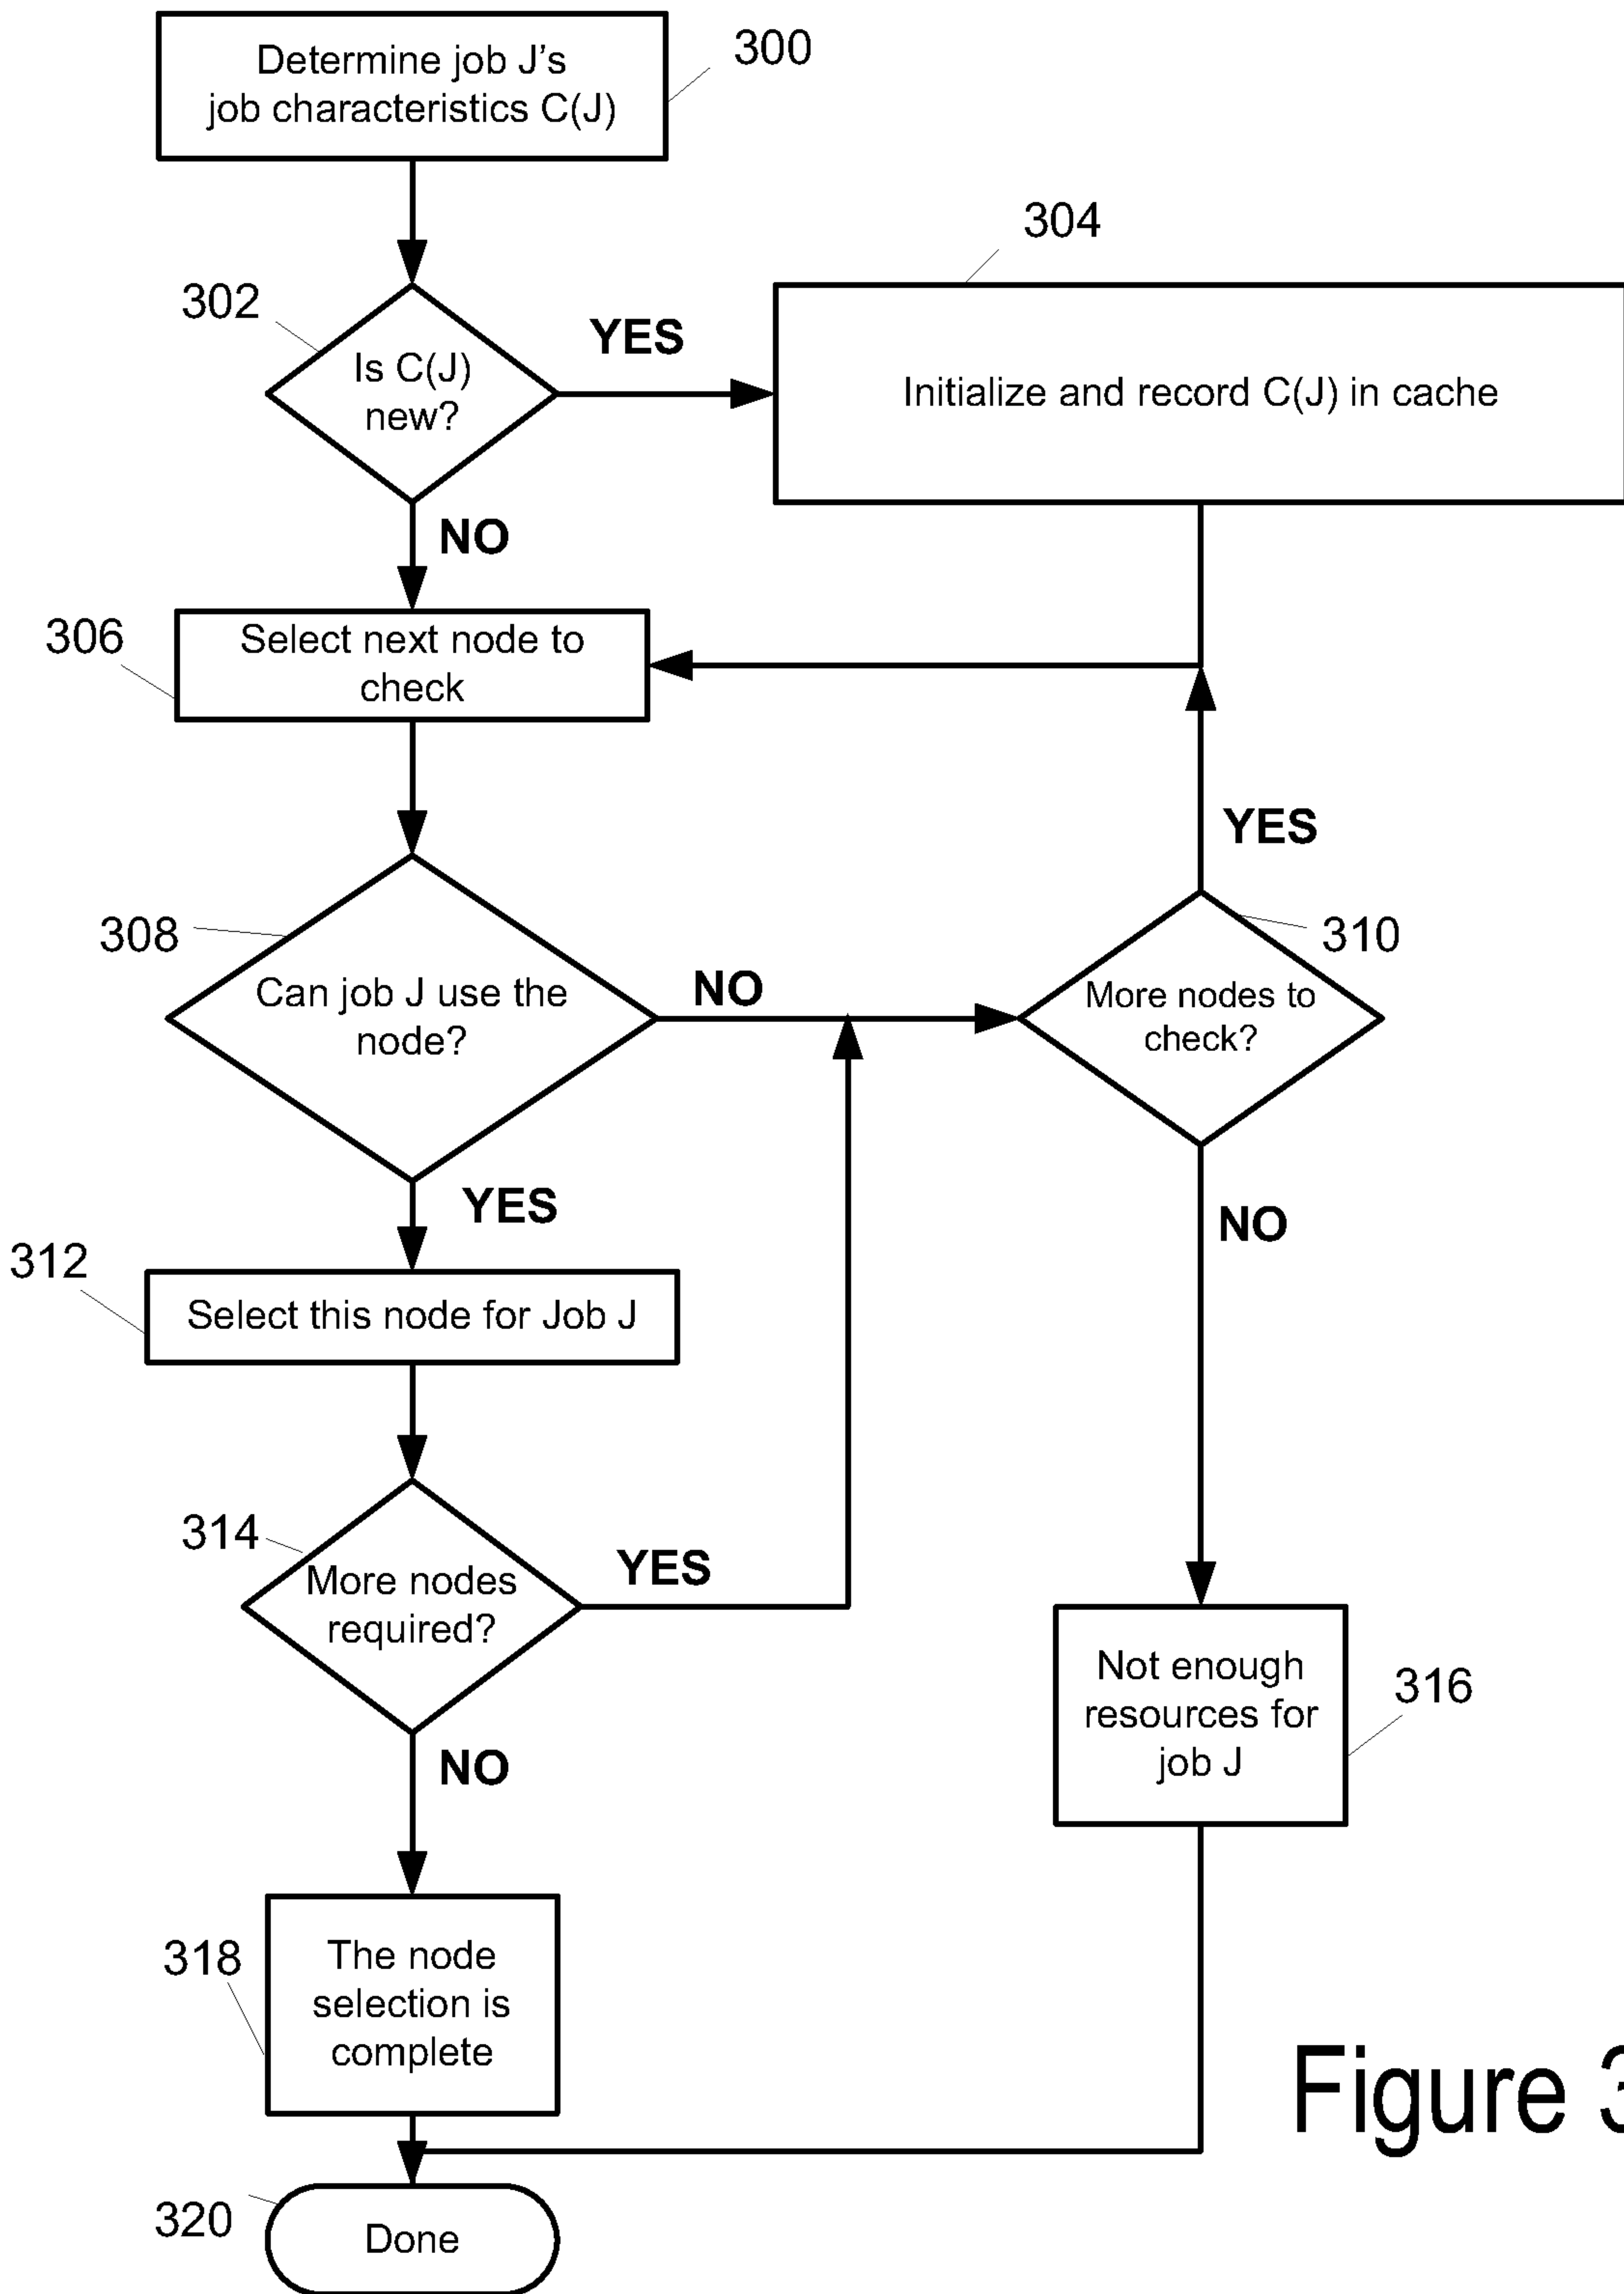 Determine job J's
job characteristics C(J)
300
304
302
Is C(J)
new?
YES
Initialize and record C(J) in cache
NO
306
Select next node to
check
YES
308
310
Can job J use the
node?
NO
More nodes to
check?
YES
NO
312
Select this node for Job J
314
More nodes
required?
YES
Not enough
resources for
job J
316
NO
318
The node
selection is
complete
Figure 3
320
Done